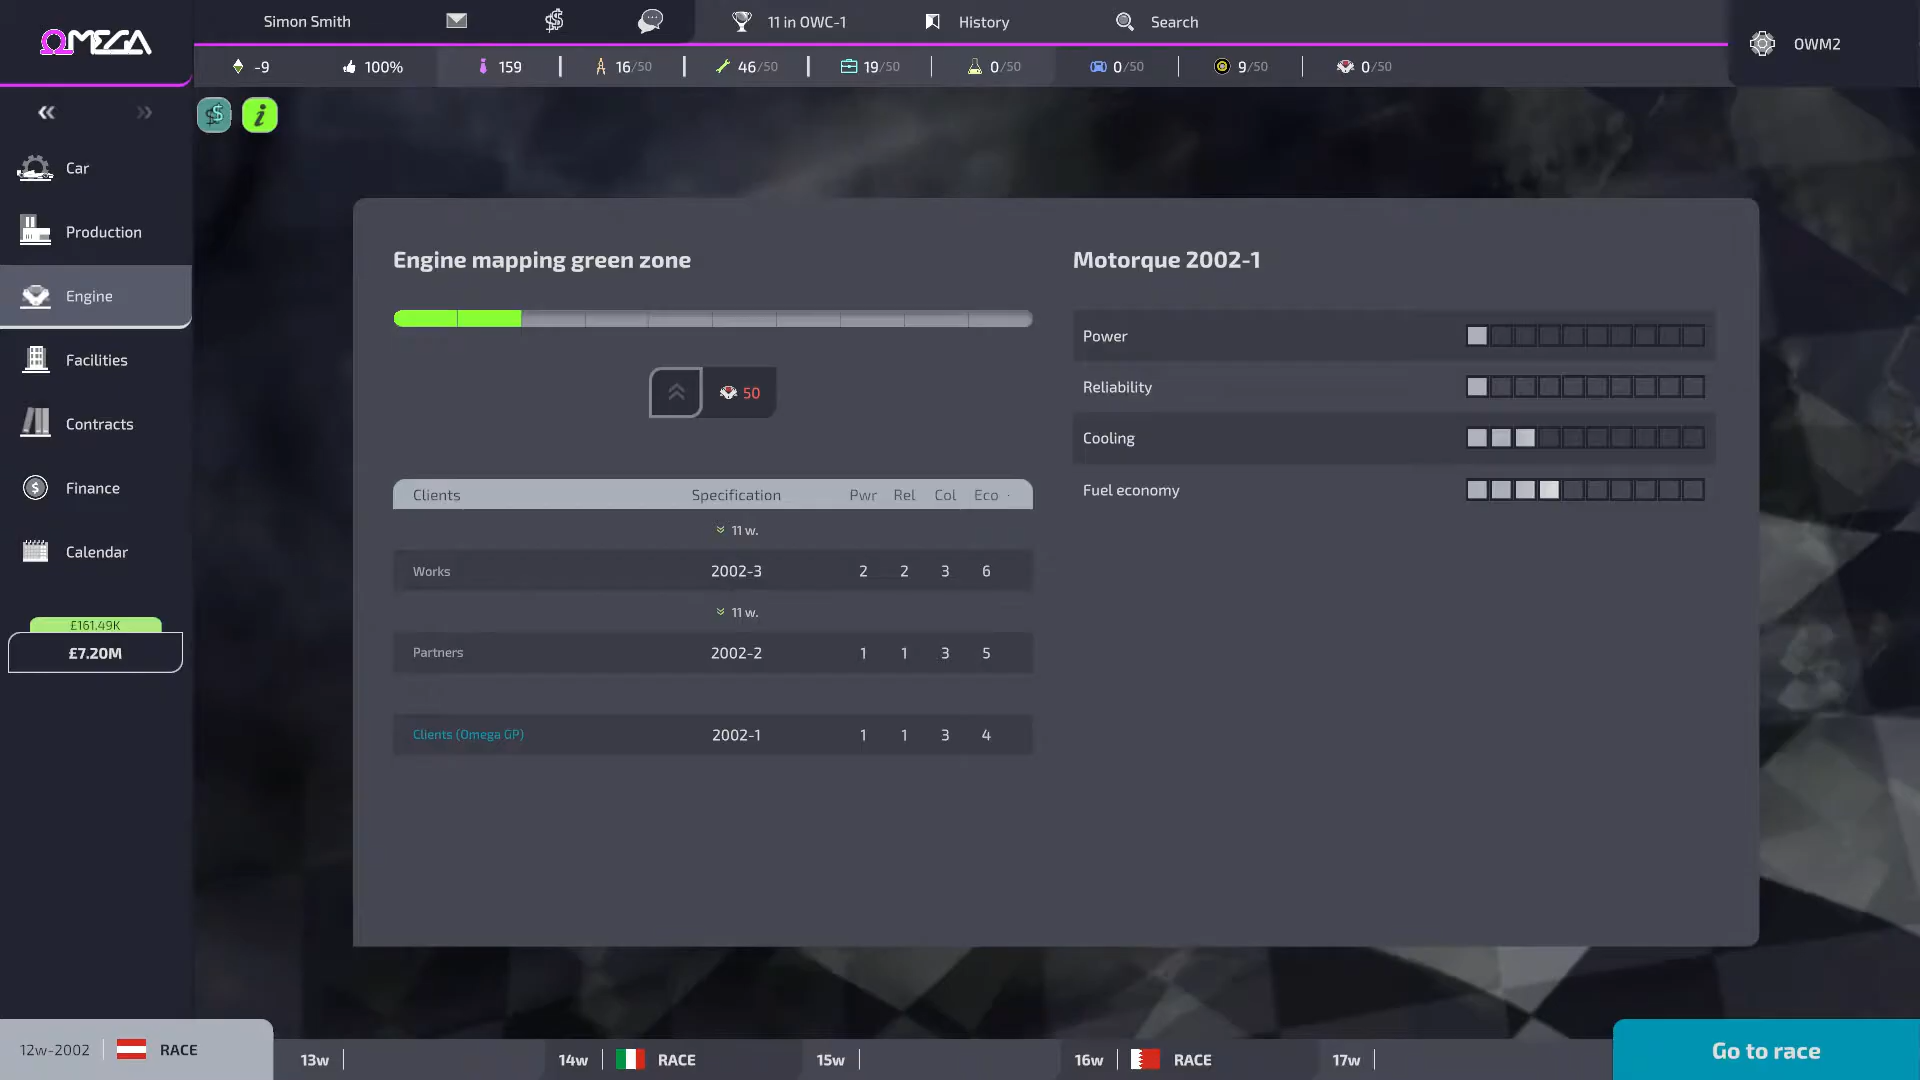 ΩMEGA
Simon Smith
11 in OWC-1
History
Search
OWM2
-9
100%
159
16/50
46/50
19/50
0/50
0/50
9/50
0/50
Car
Production
Engine
Facilities
Contracts
Finance
Calendar
£161.49K
£7.20M
Engine mapping green zone
50
Clients Specification Pwr Rel Col Eco
11 w.
Works 2002-3 2 2 3 6
11 w.
Partners 2002-2 1 1 3 5
Clients (Omega GP) 2002-1 1 1 3 4
Motorque 2002-1
Power
Reliability
Cooling
Fuel economy
12w-2002 RACE
13w
14w RACE
15w
16w RACE
17w
Go to race